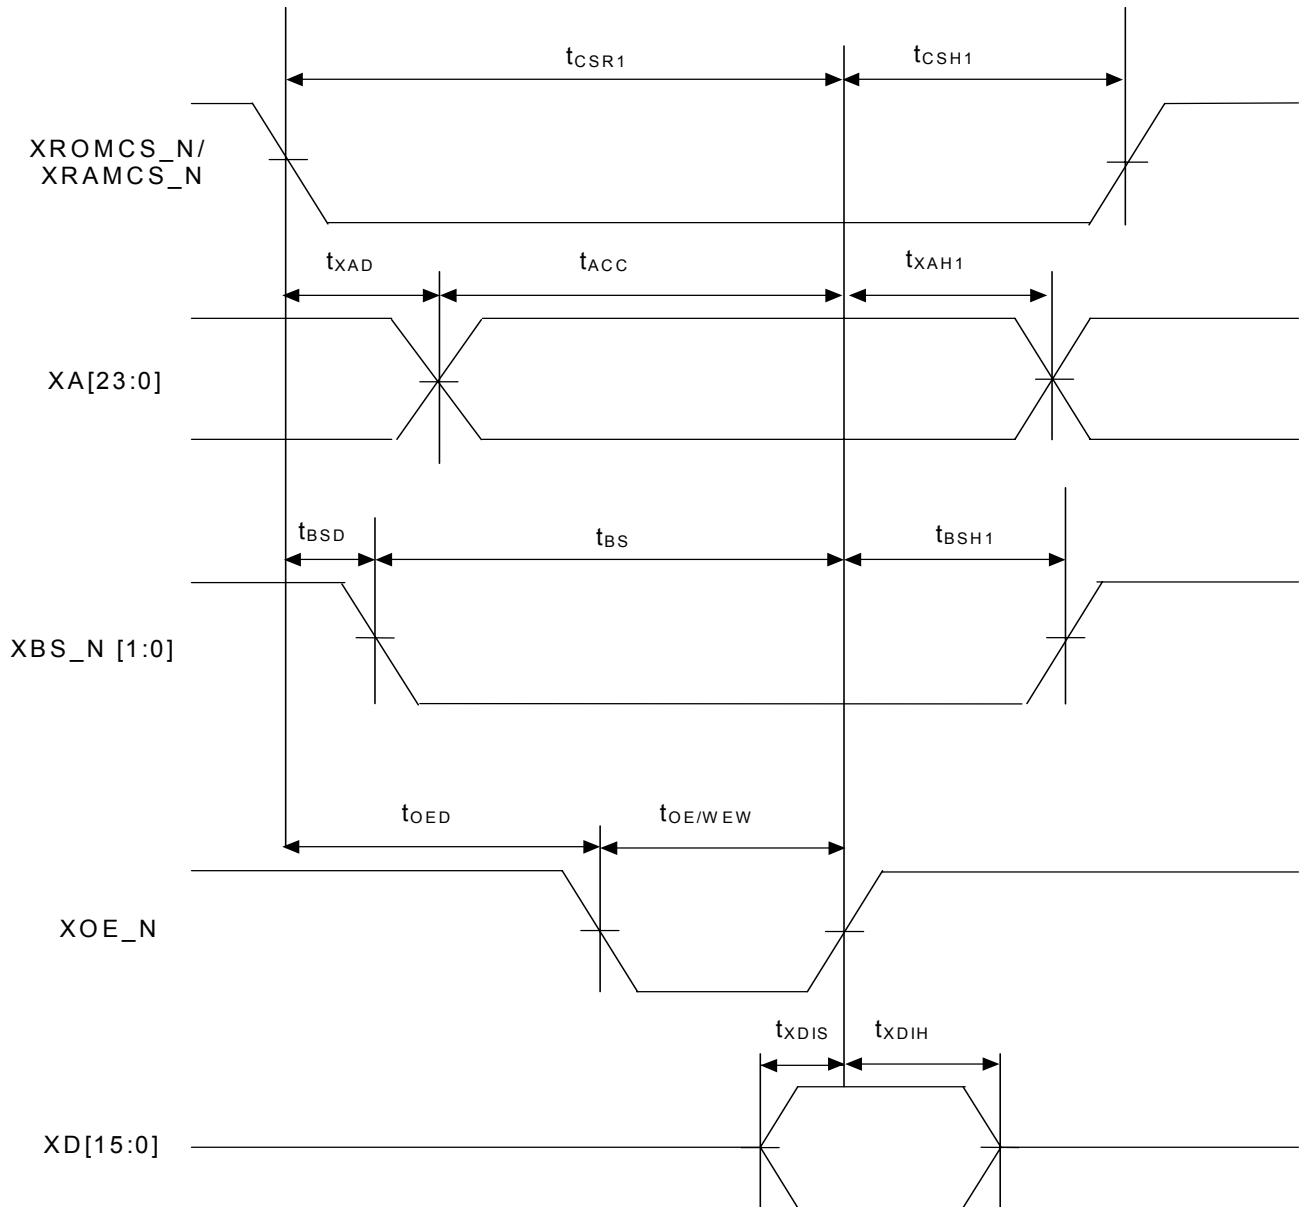 tCSR1 tCSH1
XROMCS_N/
XRAMCS_N
tXAD tACC tXAH1
XA[23:0]
tBSD tBS tBSH1
XBS_N [1:0]
tOED tOE/WEW
XOE_N
tXDIS tXDIH
XD[15:0]